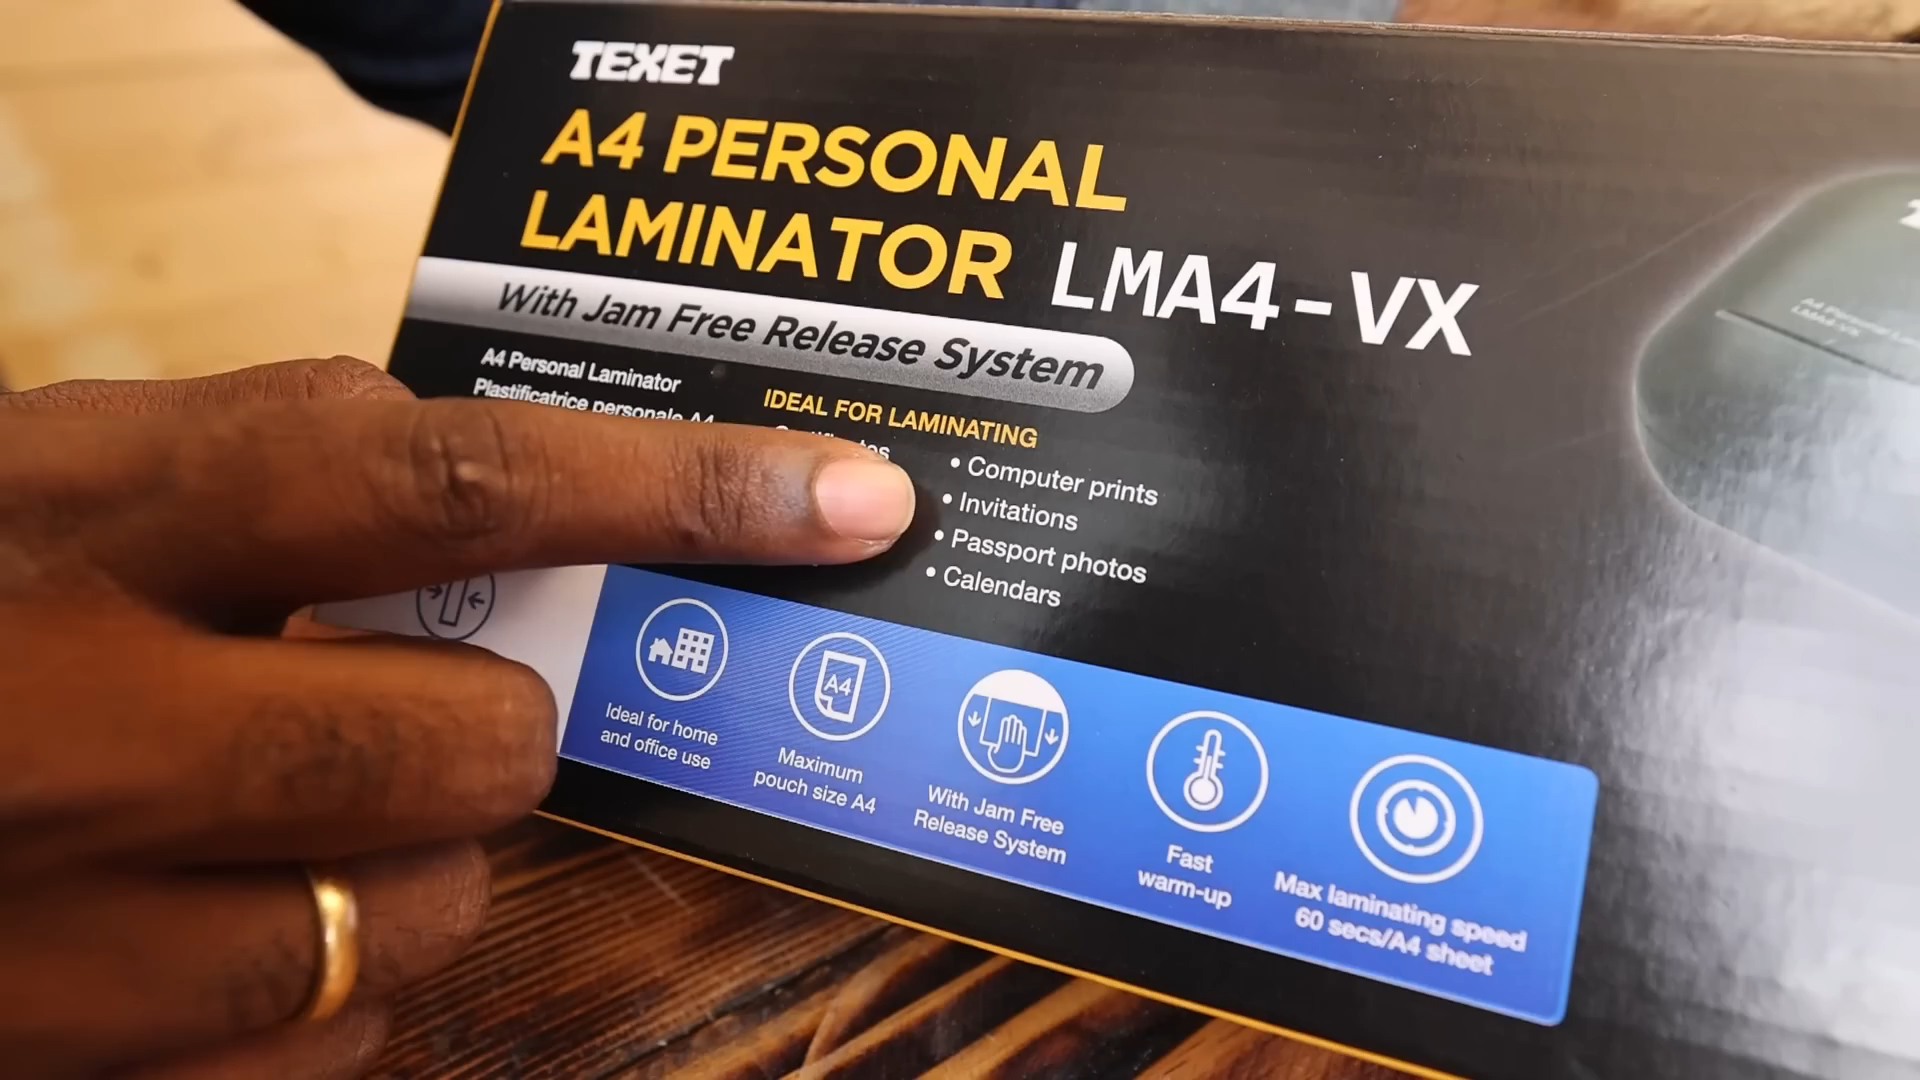 TEXET
A4 PERSONAL
LAMINATOR LMA4-VX
With Jam Free Release System
A4 Personal Laminator
Plastificatrice personale A4
IDEAL FOR LAMINATING
Certificates
• Computer prints
• Invitations
• Passport photos
• Calendars
A4
Ideal for home
and office use
Maximum
pouch size A4
With Jam Free
Release System
Fast
warm-up
Max laminating speed
60 secs/A4 sheet